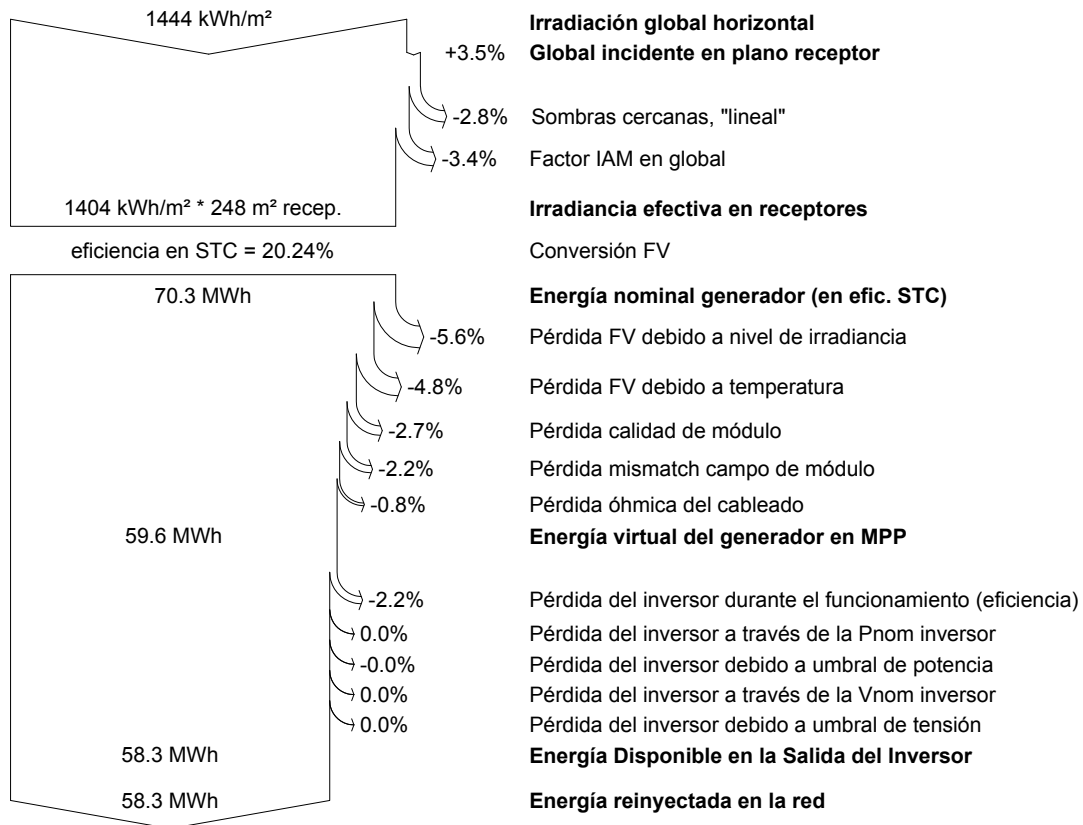 1444 kWh/m² Irradiación global horizontal
+3.5% Global incidente en plano receptor
-2.8% Sombras cercanas, "lineal"
-3.4% Factor IAM en global
1404 kWh/m² * 248 m² recep. Irradiancia efectiva en receptores
eficiencia en STC = 20.24% Conversión FV
70.3 MWh Energía nominal generador (en efic. STC)
-5.6% Pérdida FV debido a nivel de irradiancia
-4.8% Pérdida FV debido a temperatura
-2.7% Pérdida calidad de módulo
-2.2% Pérdida mismatch campo de módulo
-0.8% Pérdida óhmica del cableado
59.6 MWh Energía virtual del generador en MPP
-2.2% Pérdida del inversor durante el funcionamiento (eficiencia)
0.0% Pérdida del inversor a través de la Pnom inversor
-0.0% Pérdida del inversor debido a umbral de potencia
0.0% Pérdida del inversor a través de la Vnom inversor
0.0% Pérdida del inversor debido a umbral de tensión
58.3 MWh Energía Disponible en la Salida del Inversor
58.3 MWh Energía reinyectada en la red